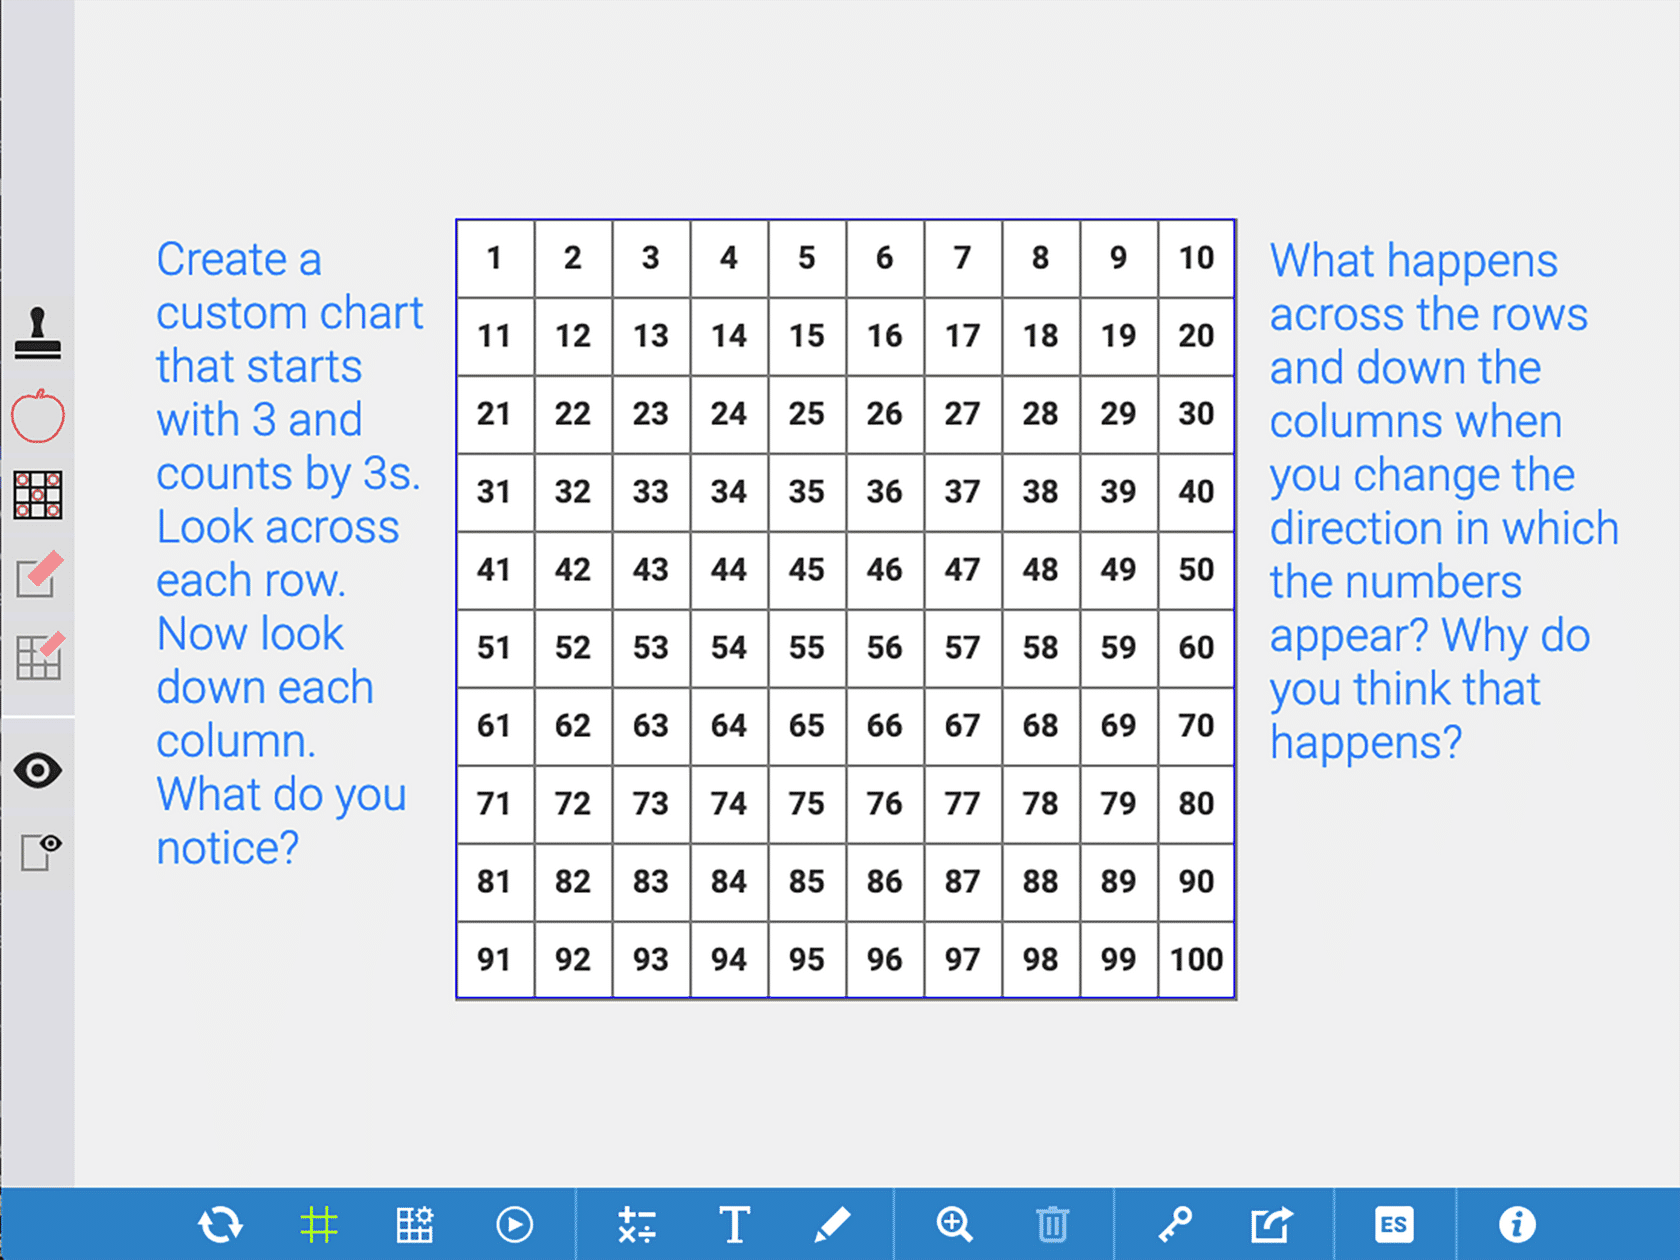 Create a
custom chart
that starts
with 3 and
counts by 3s.
Look across
each row.
Now look
down each
column.
What do you
notice?
1 2 3 4 5 6 7 8 9 10
11 12 13 14 15 16 17 18 19 20
21 22 23 24 25 26 27 28 29 30
31 32 33 34 35 36 37 38 39 40
41 42 43 44 45 46 47 48 49 50
51 52 53 54 55 56 57 58 59 60
61 62 63 64 65 66 67 68 69 70
71 72 73 74 75 76 77 78 79 80
81 82 83 84 85 86 87 88 89 90
91 92 93 94 95 96 97 98 99 100
What happens
across the rows
and down the
columns when
you change the
direction in which
the numbers
appear? Why do
you think that
happens?
T
ES
i